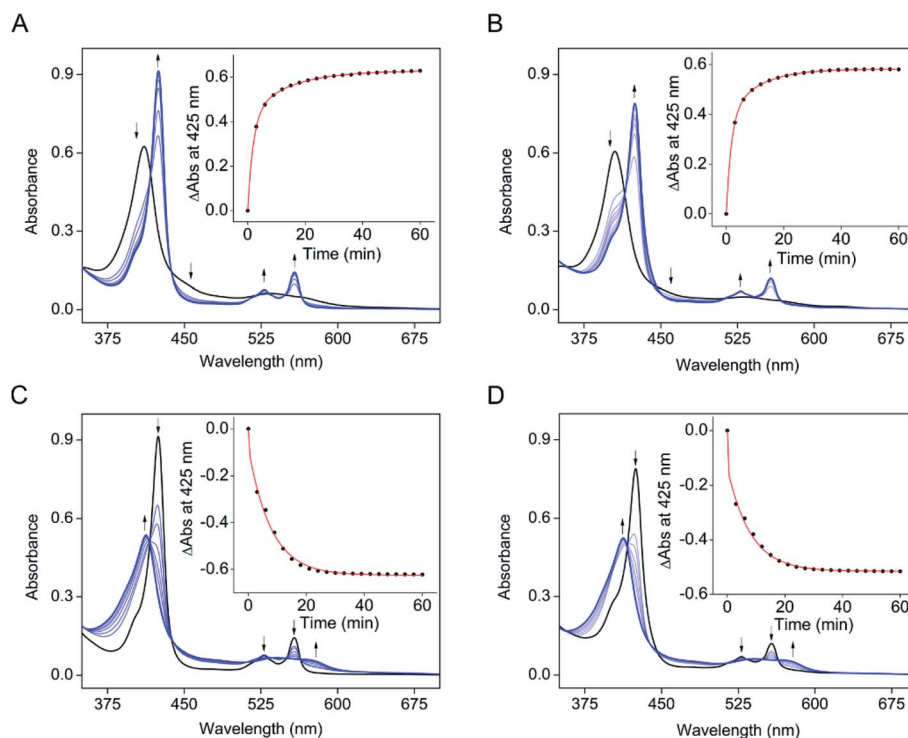 A
Absorbance
0.9
0.6
0.3
0.0
375 450 525 600 675
Wavelength (nm)
ΔAbs at 425 nm
0.6
0.4
0.2
0.0
0 20 40 60
Time (min)
B
Absorbance
0.9
0.6
0.3
0.0
375 450 525 600 675
Wavelength (nm)
ΔAbs at 425 nm
0.6
0.4
0.2
0.0
0 20 40 60
Time (min)
C
Absorbance
0.9
0.6
0.3
0.0
375 450 525 600 675
Wavelength (nm)
ΔAbs at 425 nm
0.0
-0.2
-0.4
-0.6
0 20 40 60
Time (min)
D
Absorbance
0.9
0.6
0.3
0.0
375 450 525 600 675
Wavelength (nm)
ΔAbs at 425 nm
0.0
-0.2
-0.4
-0.6
0 20 40 60
Time (min)